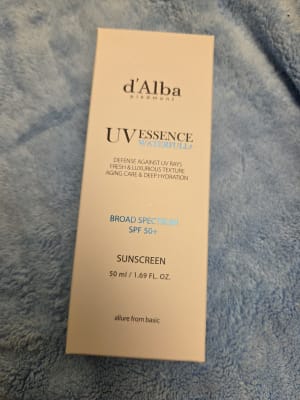 d'Alba
piedmont
UV ESSENCE
WATERFULL
DEFENSE AGAINST UV RAYS
FRESH & LUXURIOUS TEXTURE
AGING CARE & DEEP HYDRATION
BROAD SPECTRUM
SPF 50+
SUNSCREEN
50 ml / 1.69 FL. OZ.
allure from basic